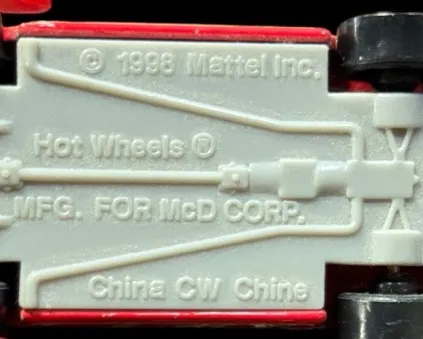 © 1998 Mattel Inc.
Hot Wheels ®
MFG. FOR McD CORP.
China CW Chine